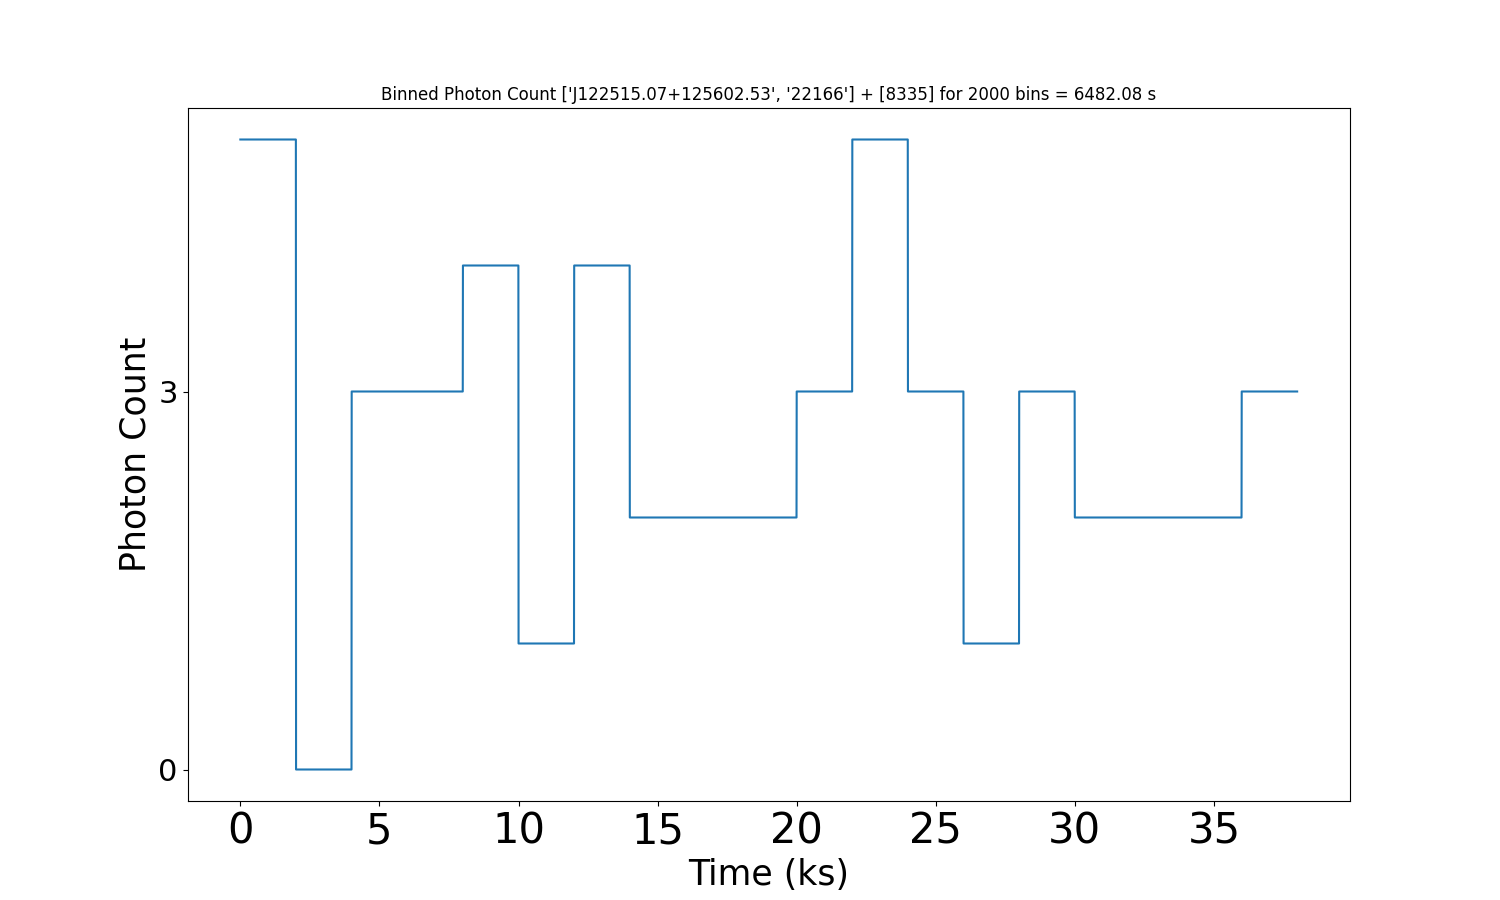 Binned Photon Count ['J122515.07+125602.53', '22166'] + [8335] for 2000 bins = 6482.08 s
Photon Count
3
0
0 5 10 15 20 25 30 35
Time (ks)